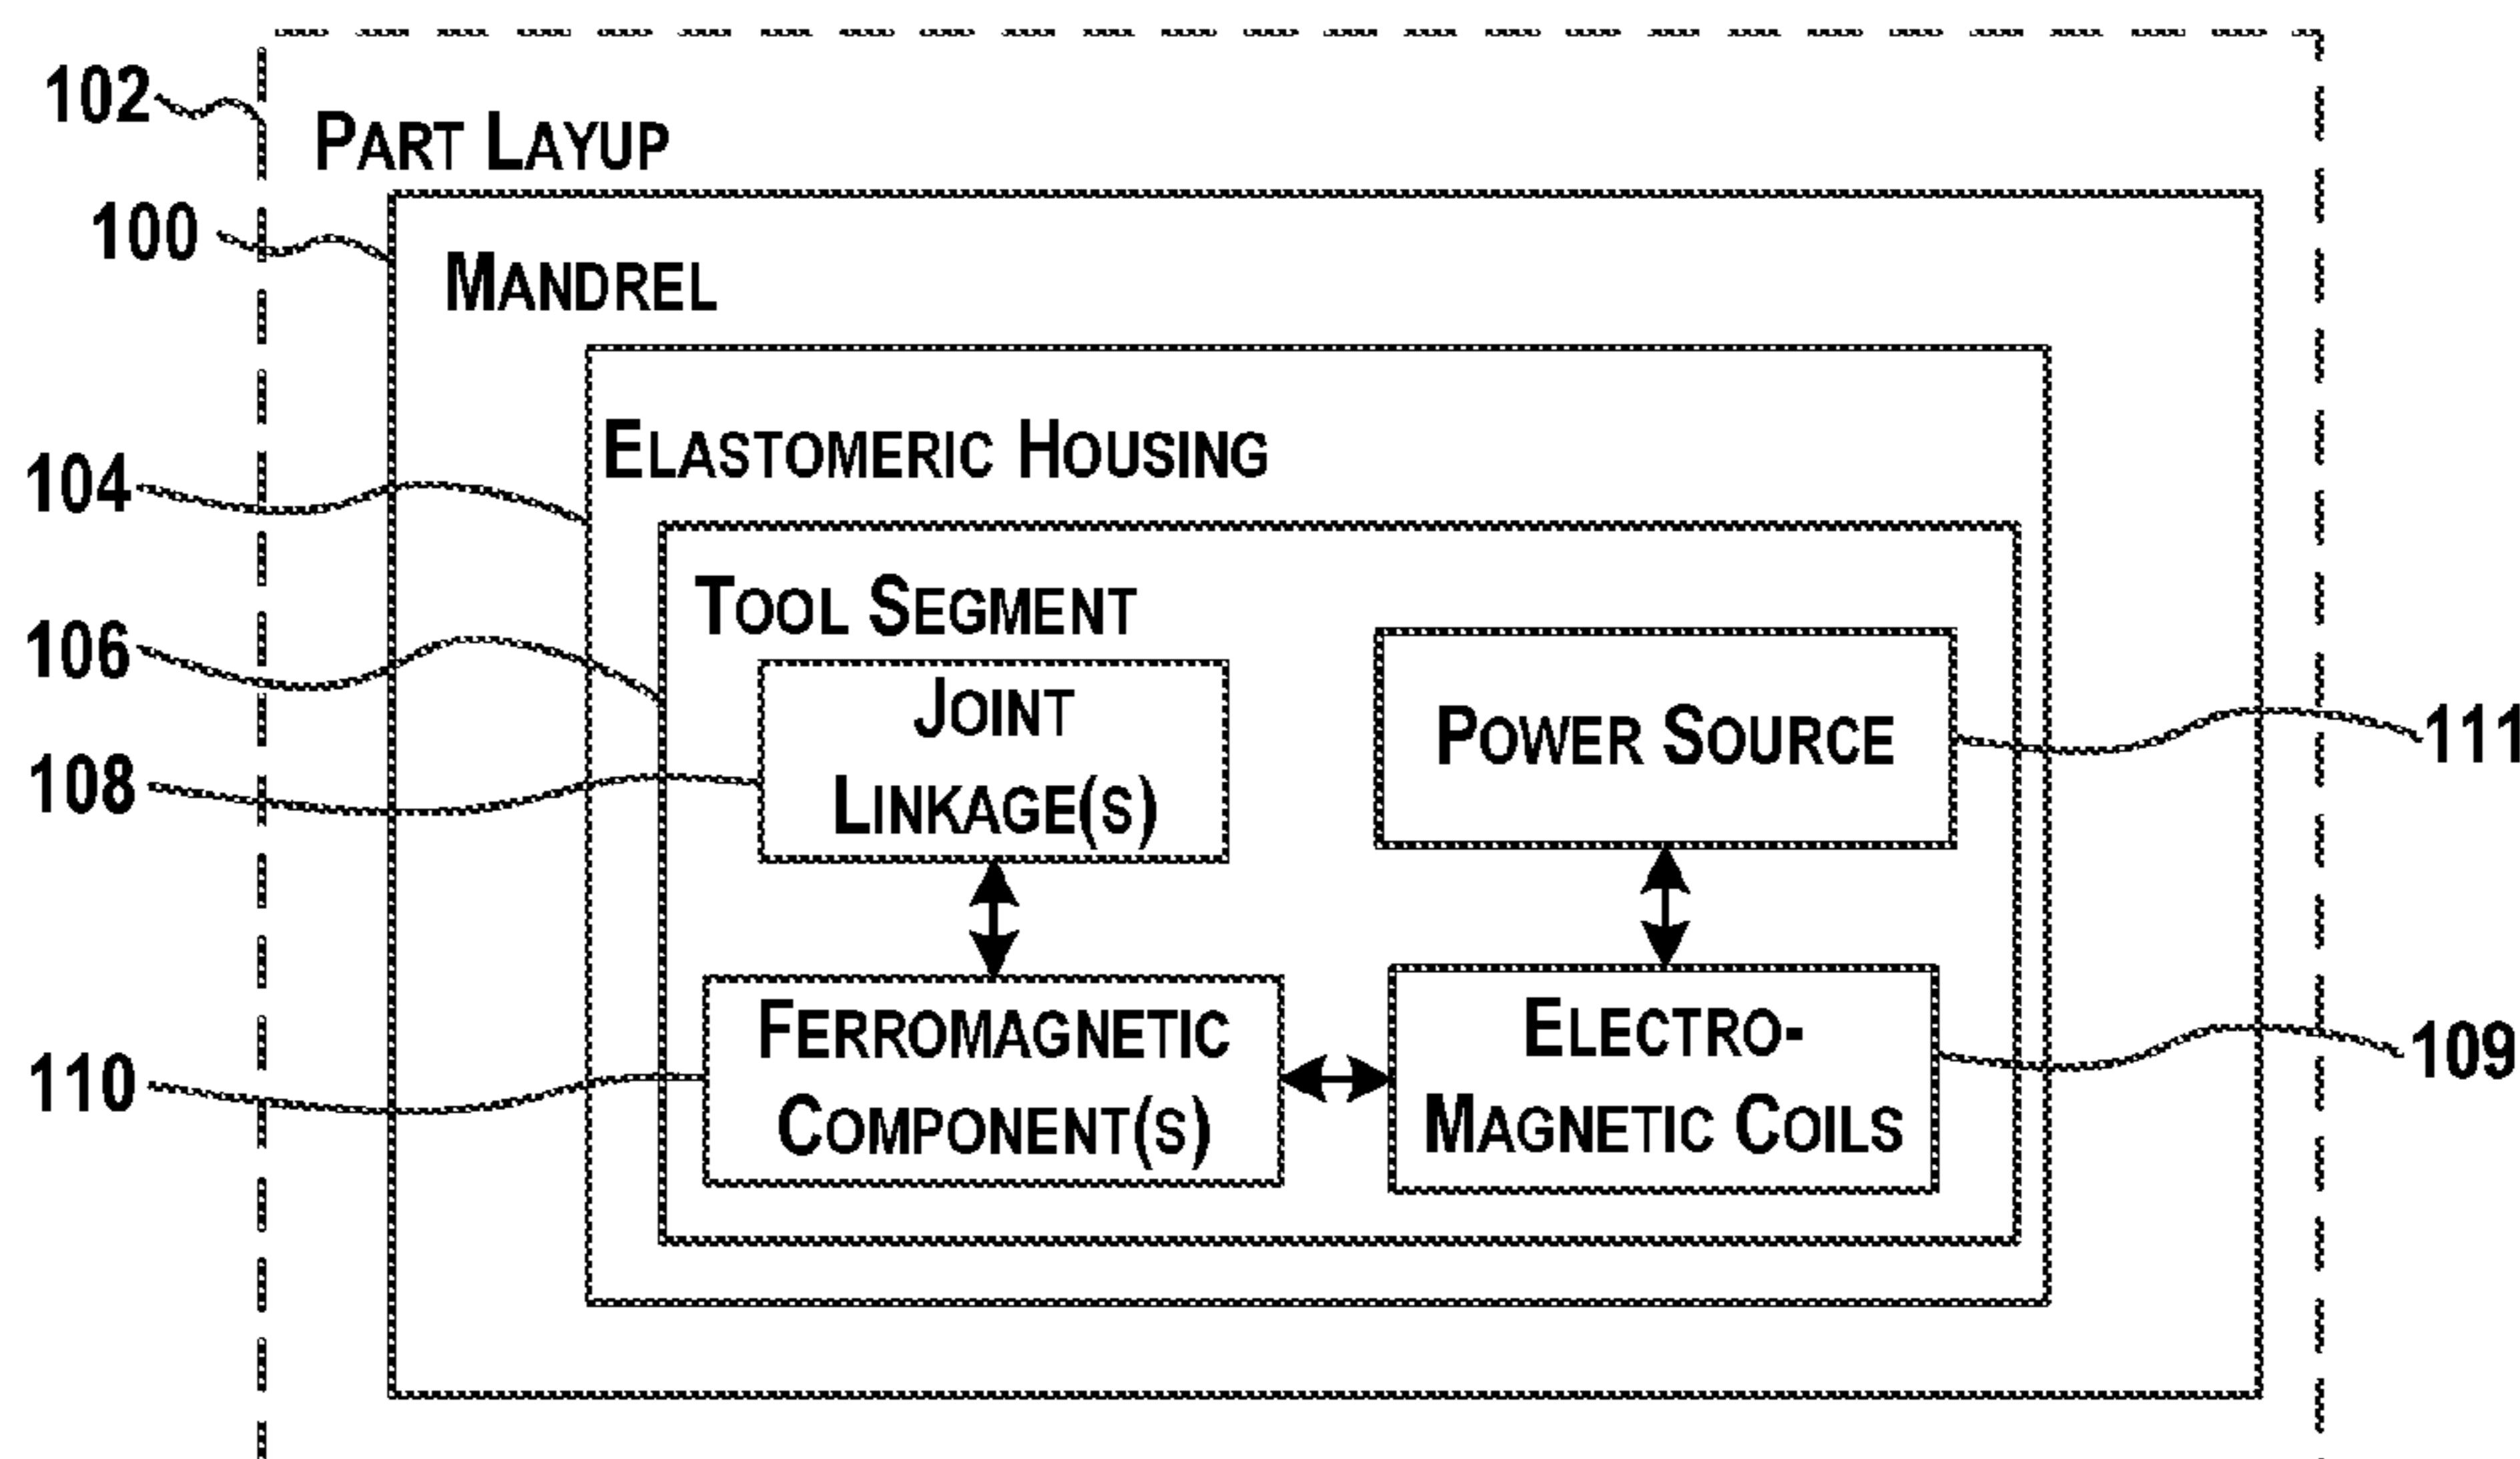 102
PART LAYUP
100
MANDREL
ELASTOMERIC HOUSING
104
TOOL SEGMENT
106
JOINT
LINKAGE(S)
POWER SOURCE
111
108
FERROMAGNETIC
COMPONENT(S)
ELECTRO-
MAGNETIC COILS
109
110